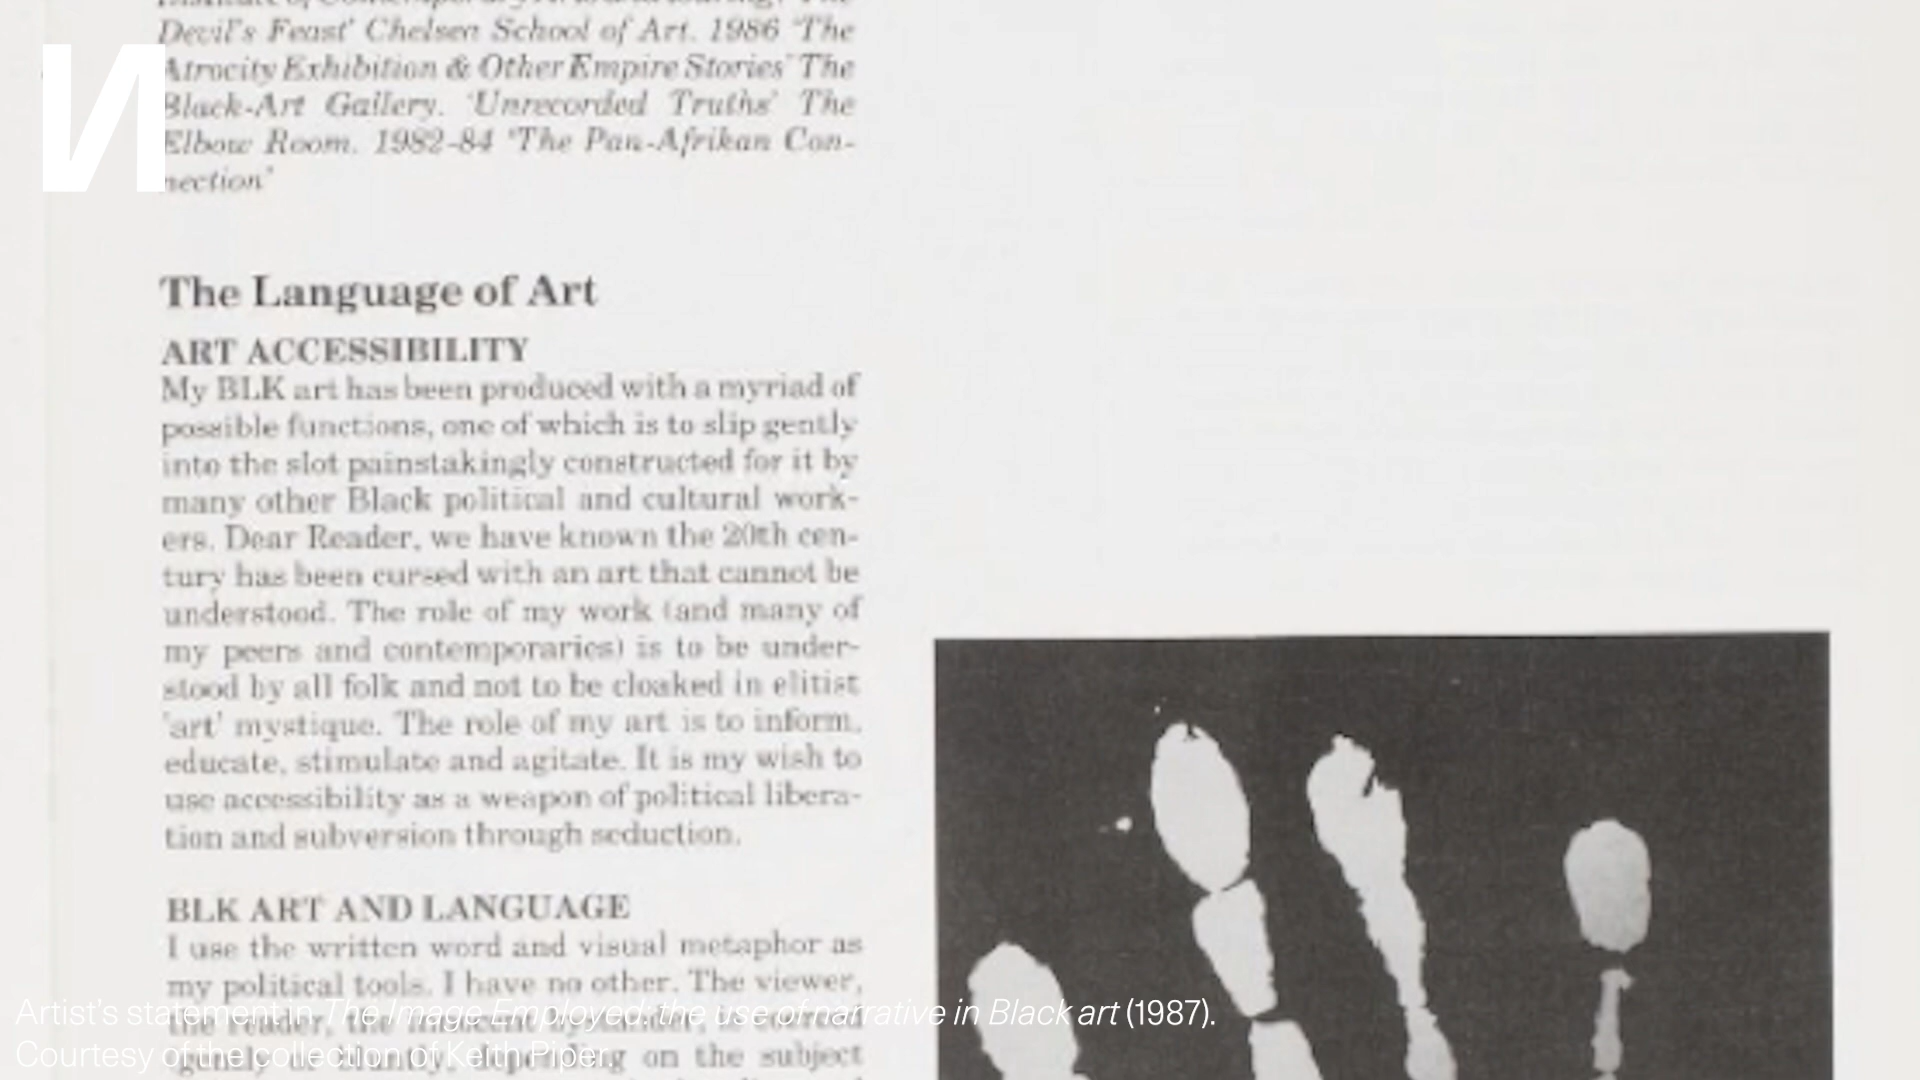 И
Devil's Feast' Chelsea School of Art. 1986 'The
Atrocity Exhibition & Other Empire Stories' The
Black-Art Gallery. 'Unrecorded Truths' The
Elbow Room. 1982-84 'The Pan-Afrikan Con-
nection'
The Language of Art
ART ACCESSIBILITY
My BLK art has been produced with a myriad of
possible functions, one of which is to slip gently
into the slot painstakingly constructed for it by
many other Black political and cultural work-
ers. Dear Reader, we have known the 20th cen-
tury has been cursed with an art that cannot be
understood. The role of my work (and many of
my peers and contemporaries) is to be under-
stood by all folk and not to be cloaked in elitist
'art' mystique. The role of my art is to inform,
educate, stimulate and agitate. It is my wish to
use accessibility as a weapon of political libera-
tion and subversion through seduction.
BLK ART AND LANGUAGE
I use the written word and visual metaphor as
my political tools. I have no other. The viewer,
on the subject
Artist's statement in The Image Employed: the use of narrative in Black art (1987).
Courtesy of the collection of Keith Piper.